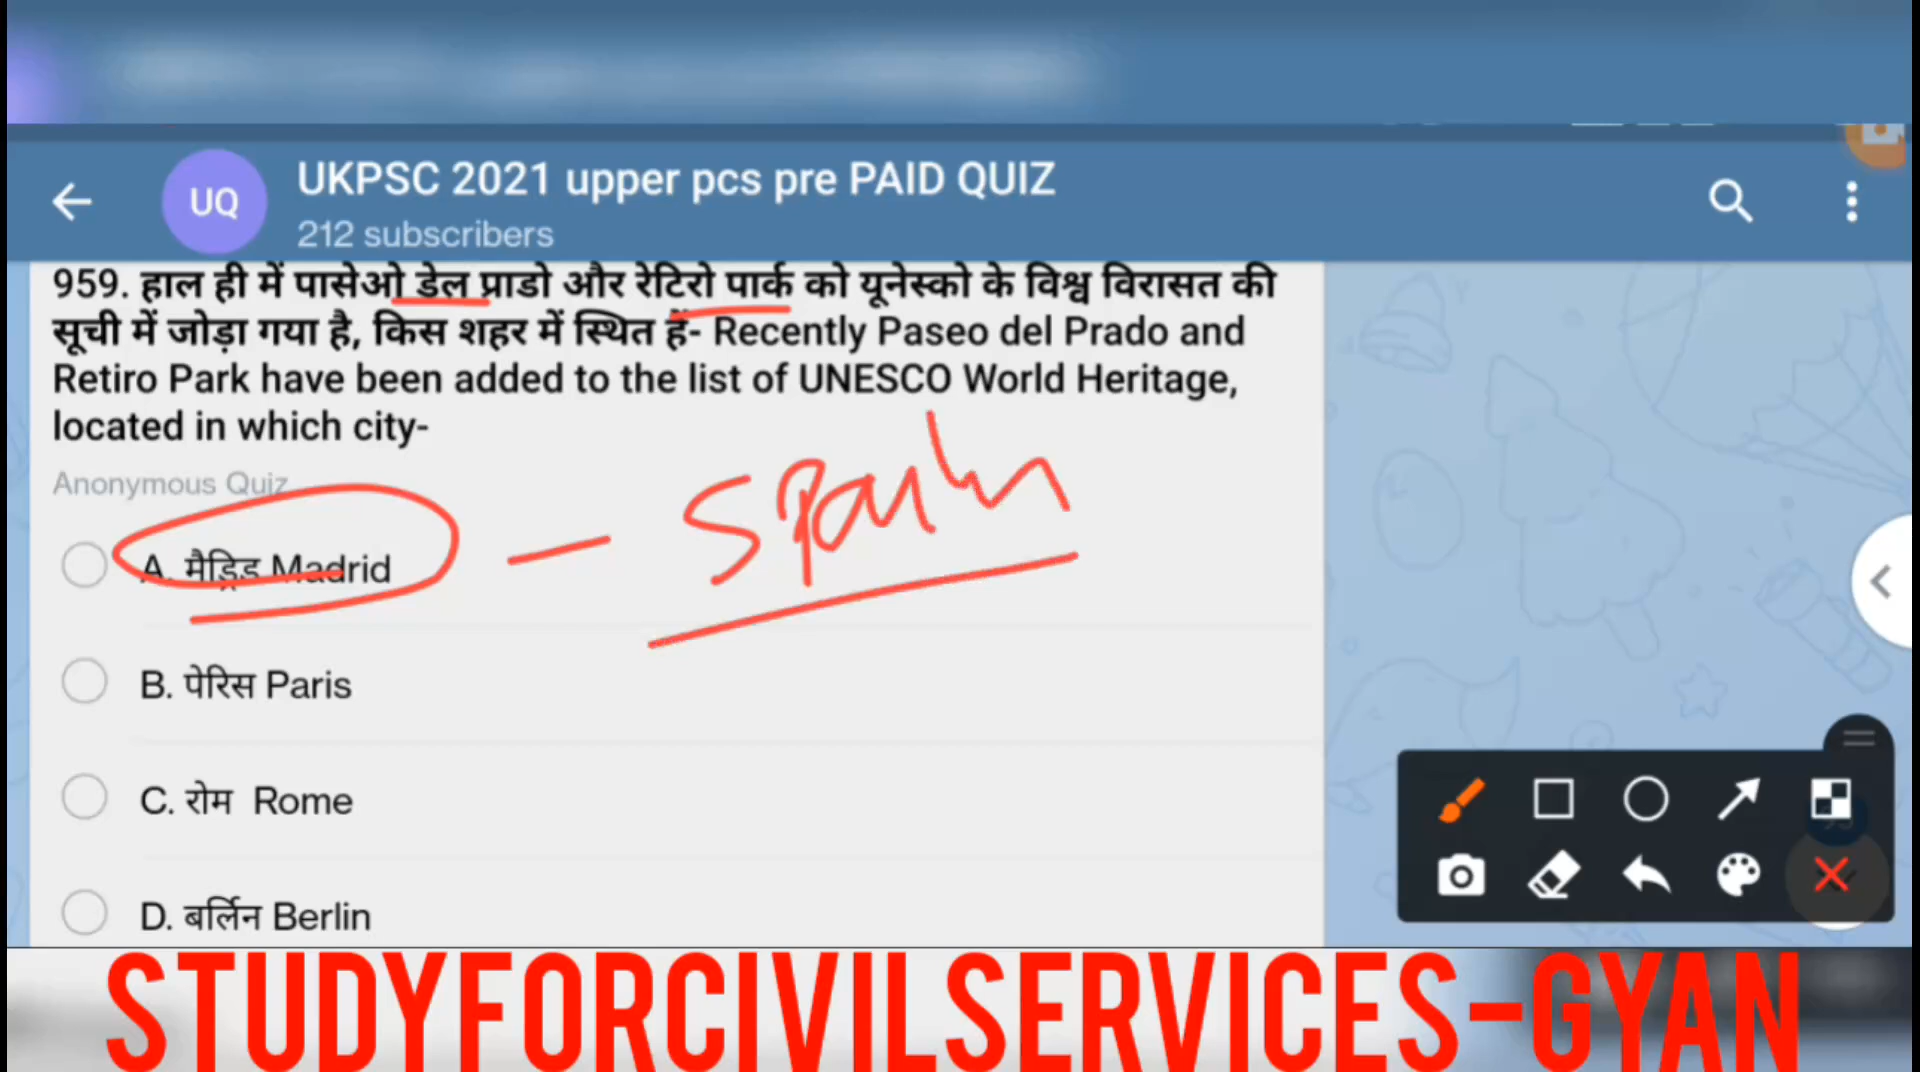 UQ
UKPSC 2021 upper pcs pre PAID QUIZ
212 subscribers
959. हाल ही में पासेओ डेल प्राडो और रेटिरो पार्क को यूनेस्को के विश्व विरासत की
सूची में जोड़ा गया है, किस शहर में स्थित हैं- Recently Paseo del Prado and
Retiro Park have been added to the list of UNESCO World Heritage,
located in which city-
Anonymous Quiz
A. मैड्रिड Madrid
— Spain
B. पेरिस Paris
C. रोम Rome
D. बर्लिन Berlin
STUDYFORCIVILSERVICES-GYAN